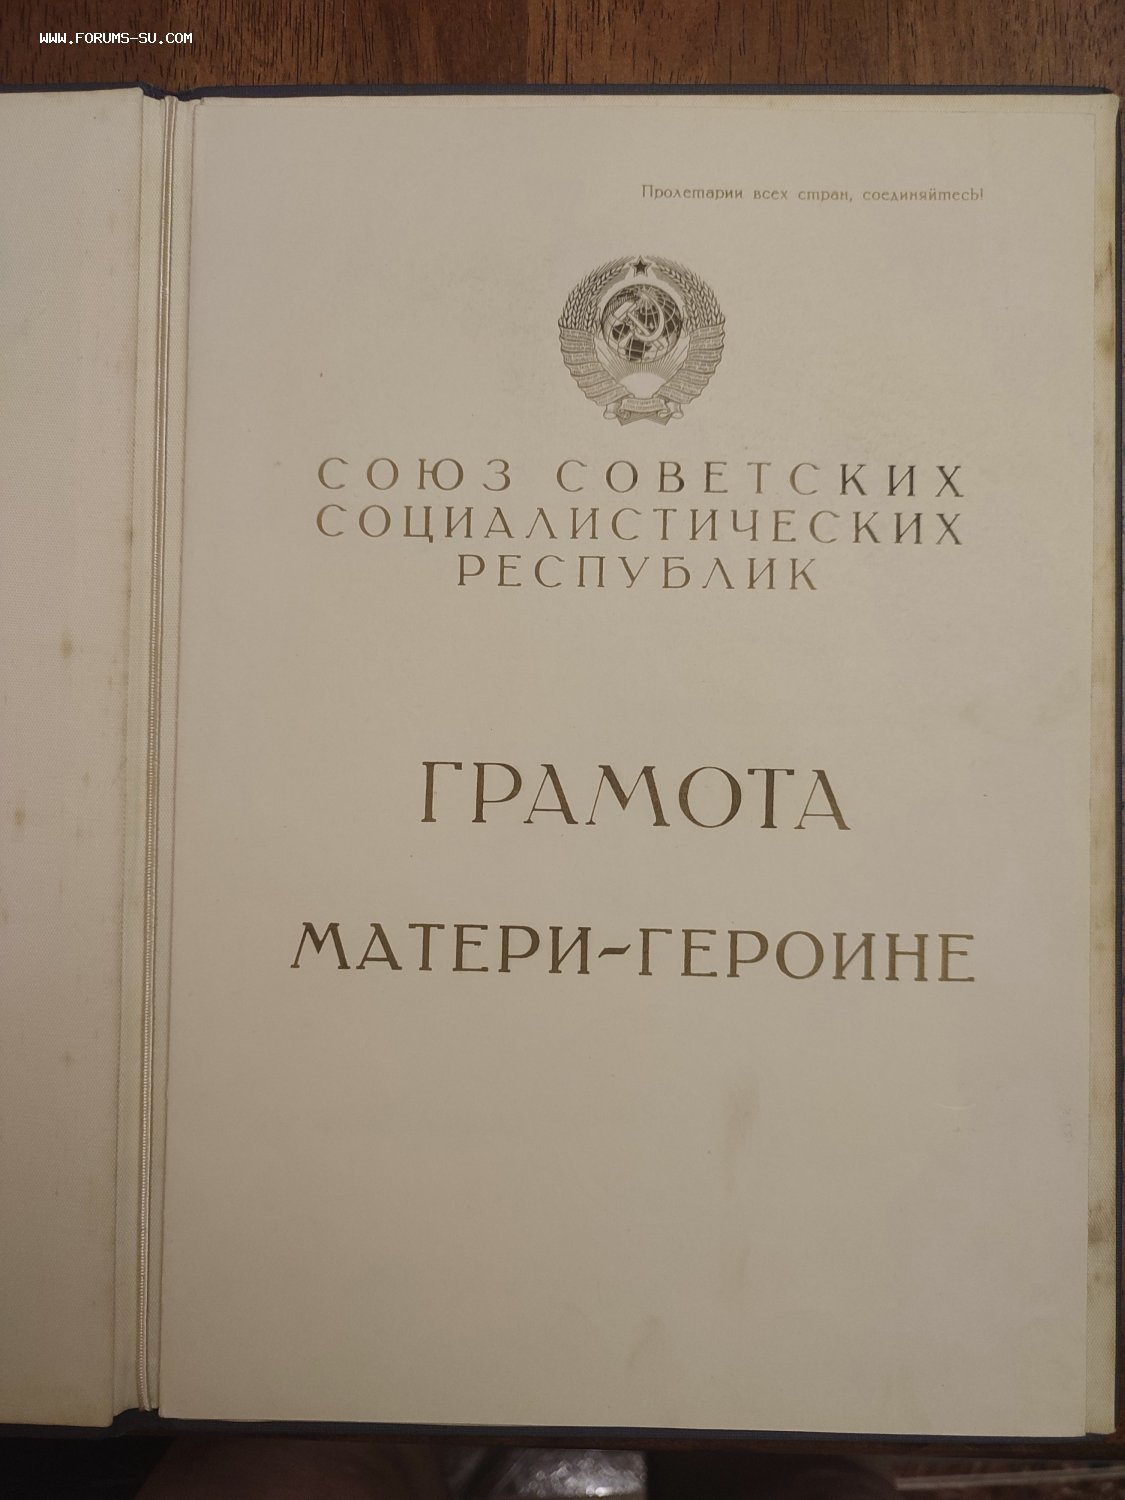 WWW.FORUMS-SU.COM
Пролетарии всех стран, соединяйтесь!
СОЮЗ СОВЕТСКИХ
СОЦИАЛИСТИЧЕСКИХ
РЕСПУБЛИК
ГРАМОТА
МАТЕРИ-ГЕРОИНЕ